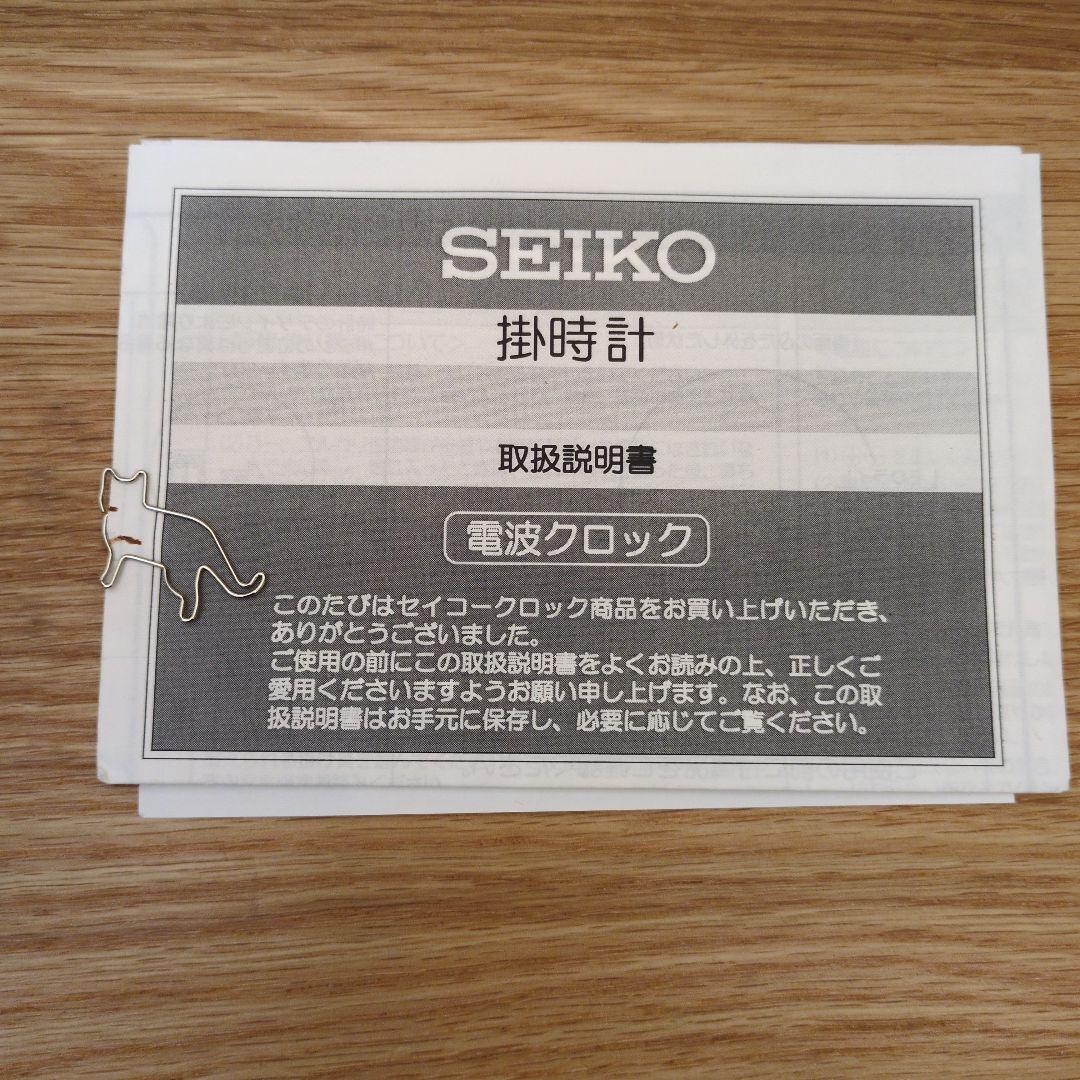 SEIKO
掛時計
取扱説明書
電波クロック
このたびはセイコークロック商品をお買い上げいただき、
ありがとうございました。
ご使用の前にこの取扱説明書をよくお読みの上、正しくご
愛用くださいますようお願い申し上げます。なお、この取
扱説明書はお手元に保存し、必要に応じてご覧ください。